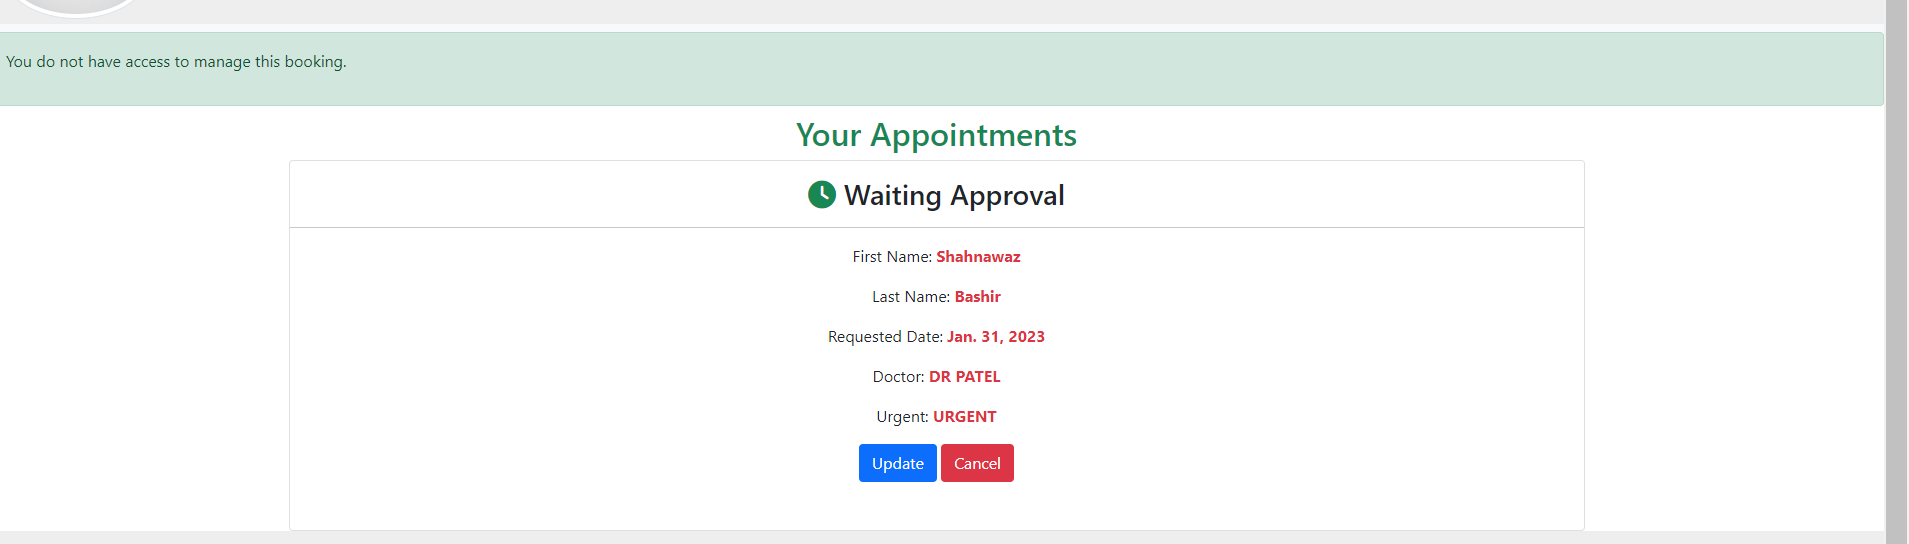 You do not have access to manage this booking.
Your Appointments
Waiting Approval
First Name: Shahnawaz
Last Name: Bashir
Requested Date: Jan. 31, 2023
Doctor: DR PATEL
Urgent: URGENT
Update Cancel